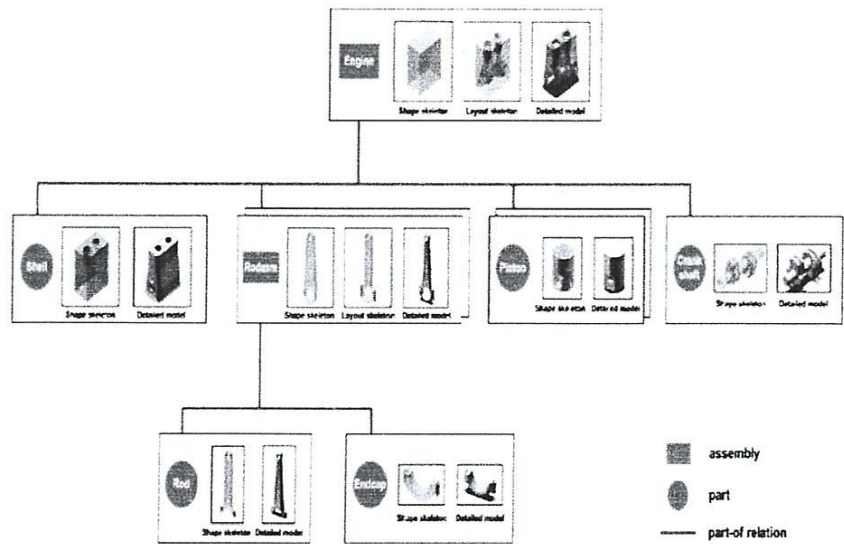 Engine
Shape skeleton Layout skeleton Detailed model
Shell
Shape skeleton Detailed model
Rodasm
Shape skeleton Layout skeleton Detailed model
Piston
Shape skeleton Detailed model
Crank
shaft
Shape skeleton Detailed model
Rod
Shape skeleton Detailed model
Endcap
Shape skeleton Detailed model
assembly
part
part-of relation